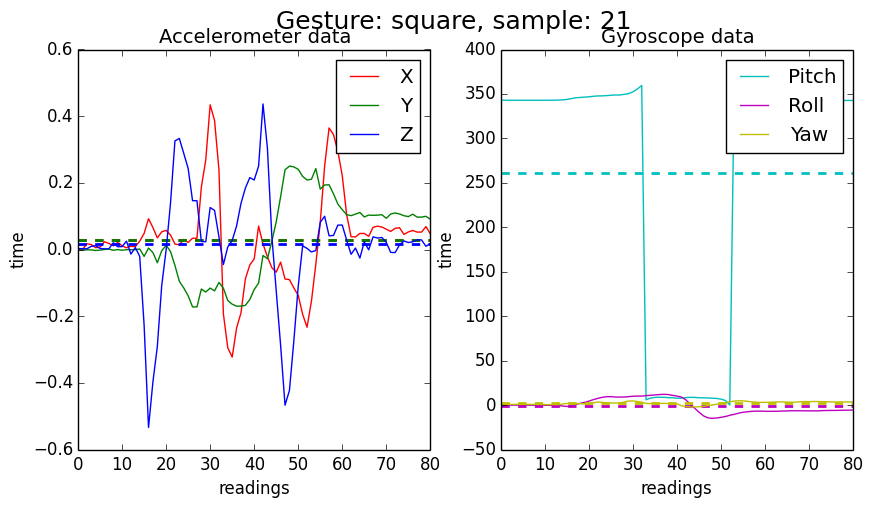 Gesture: square, sample: 21
Accelerometer data
0.6
0.4
0.2
0.0
−0.2
−0.4
−0.6
time
0 10 20 30 40 50 60 70 80
readings
X
Y
Z
Gyroscope data
400
350
300
250
200
150
100
50
0
−50
time
0 10 20 30 40 50 60 70 80
readings
Pitch
Roll
Yaw